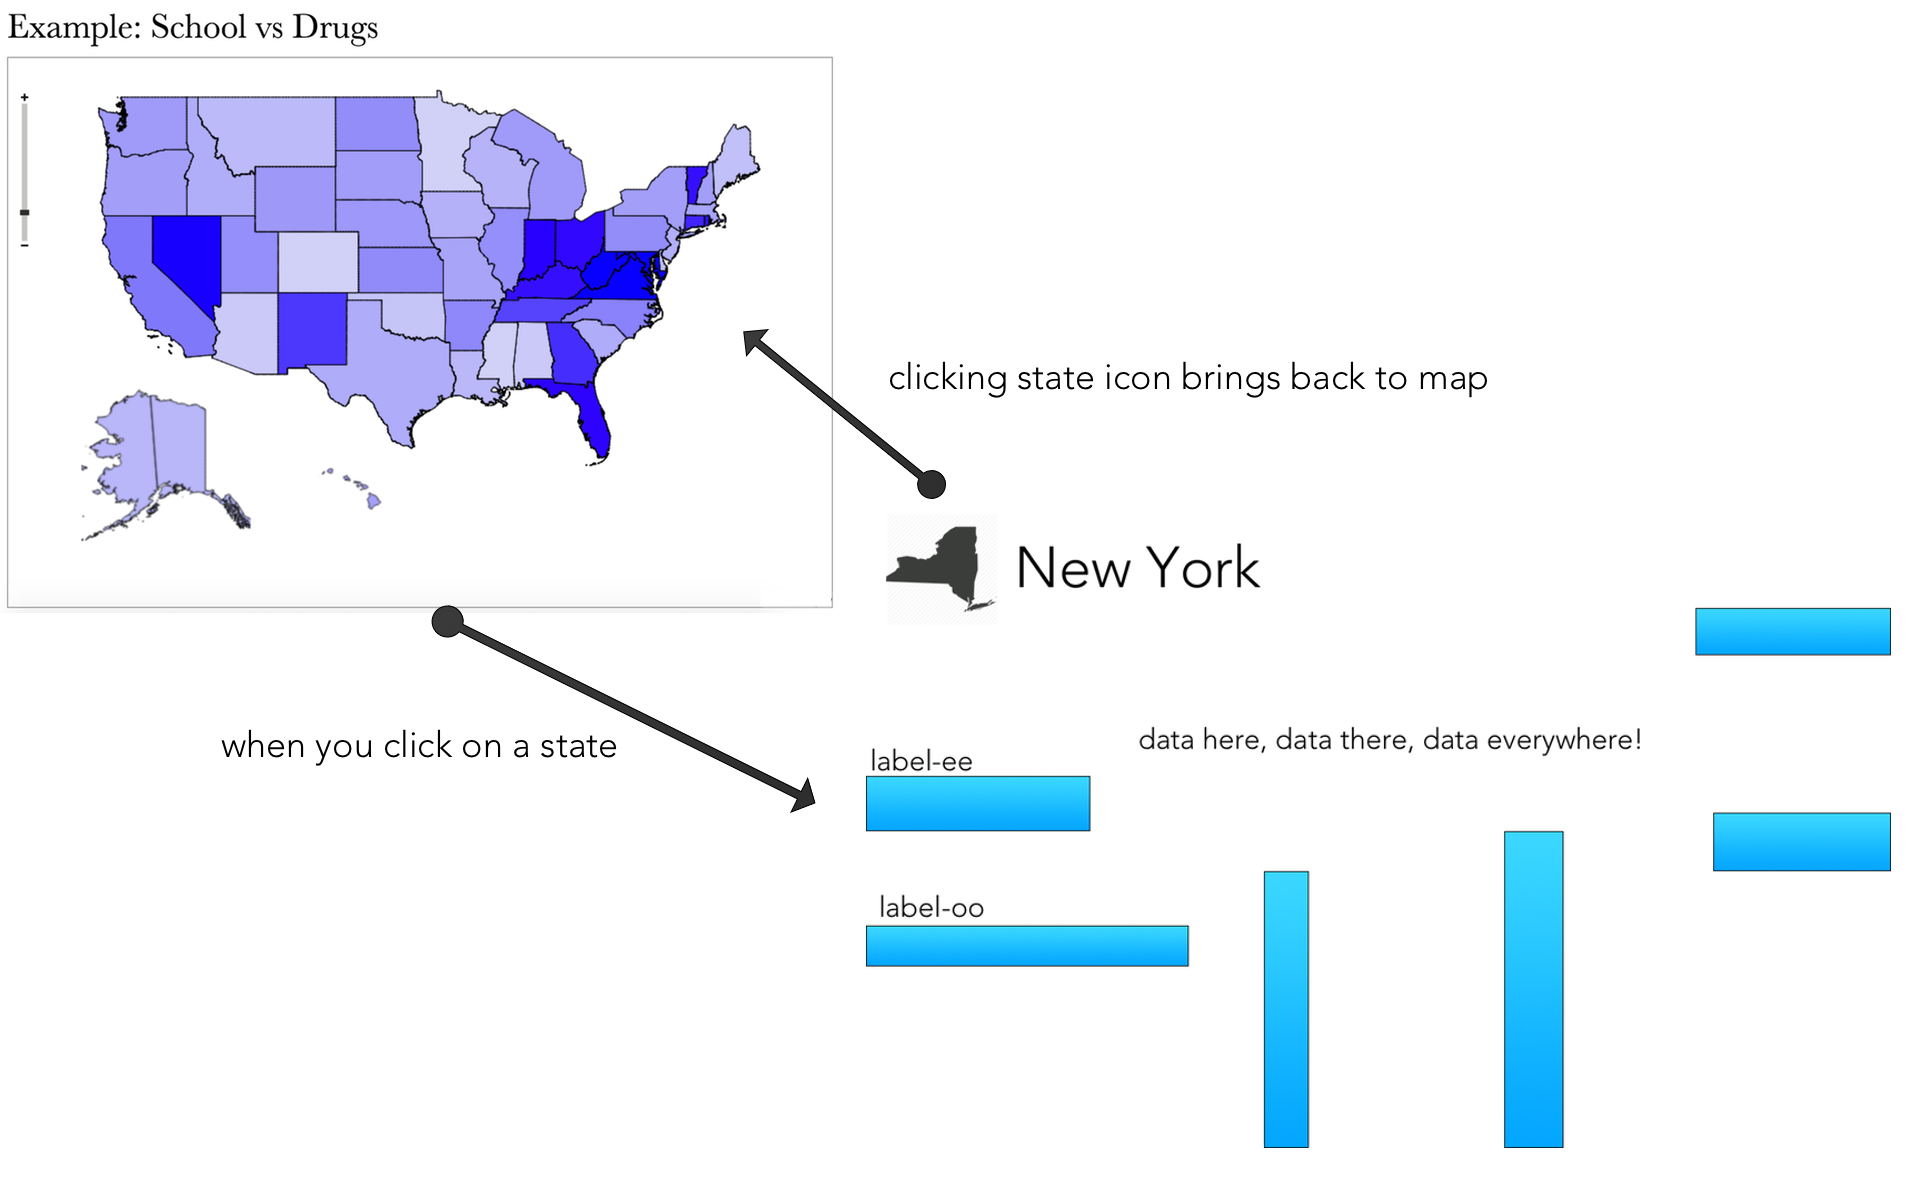 Example: School vs Drugs
+
-
clicking state icon brings back to map
New York
when you click on a state
data here, data there, data everywhere!
label-ee
label-oo